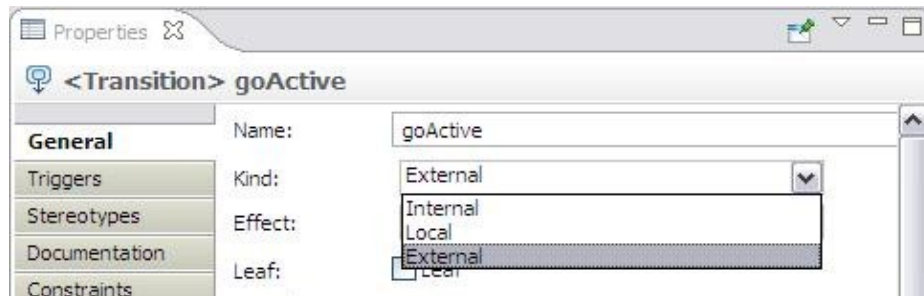 Properties
<Transition> goActive
General
Name:
goActive
Triggers
Kind:
External
Stereotypes
Effect:
Internal
Local
Documentation
External
Leaf:
Leaf
Constraints